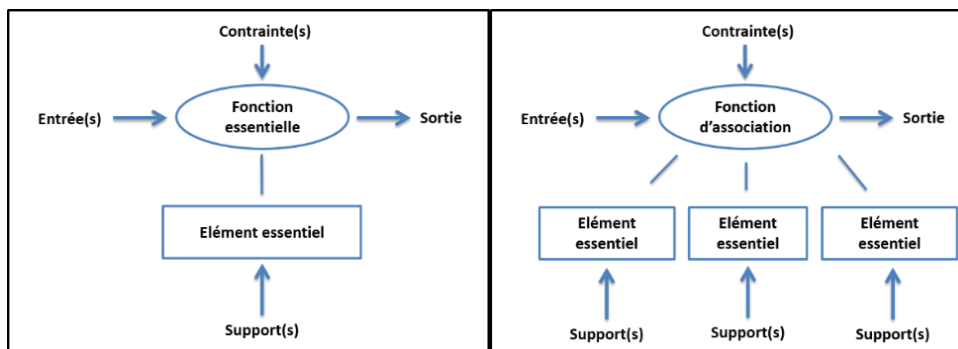 Contrainte(s)
Entrée(s)
Fonction
essentielle
Sortie
Elément essentiel
Support(s)
Contrainte(s)
Entrée(s)
Fonction
d'association
Sortie
Elément
essentiel
Elément
essentiel
Elément
essentiel
Support(s)
Support(s)
Support(s)